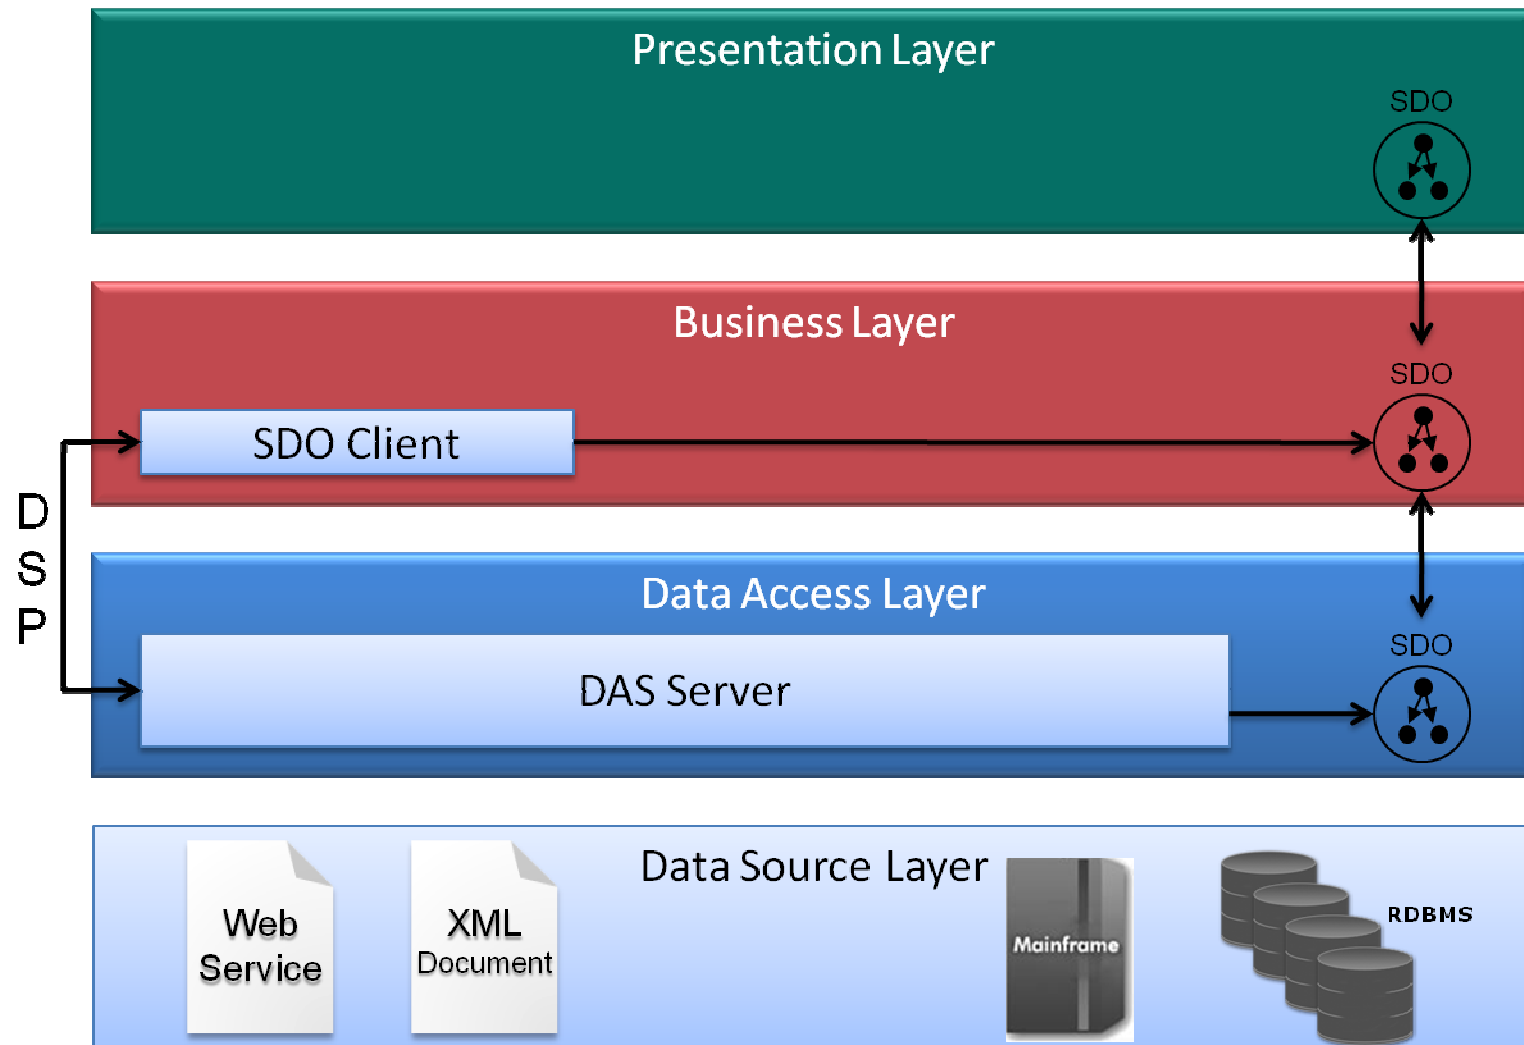 Presentation Layer
SDO
Business Layer
SDO
SDO Client
D
S
P
Data Access Layer
SDO
DAS Server
Data Source Layer
Web
Service
XML
Document
Mainframe
RDBMS